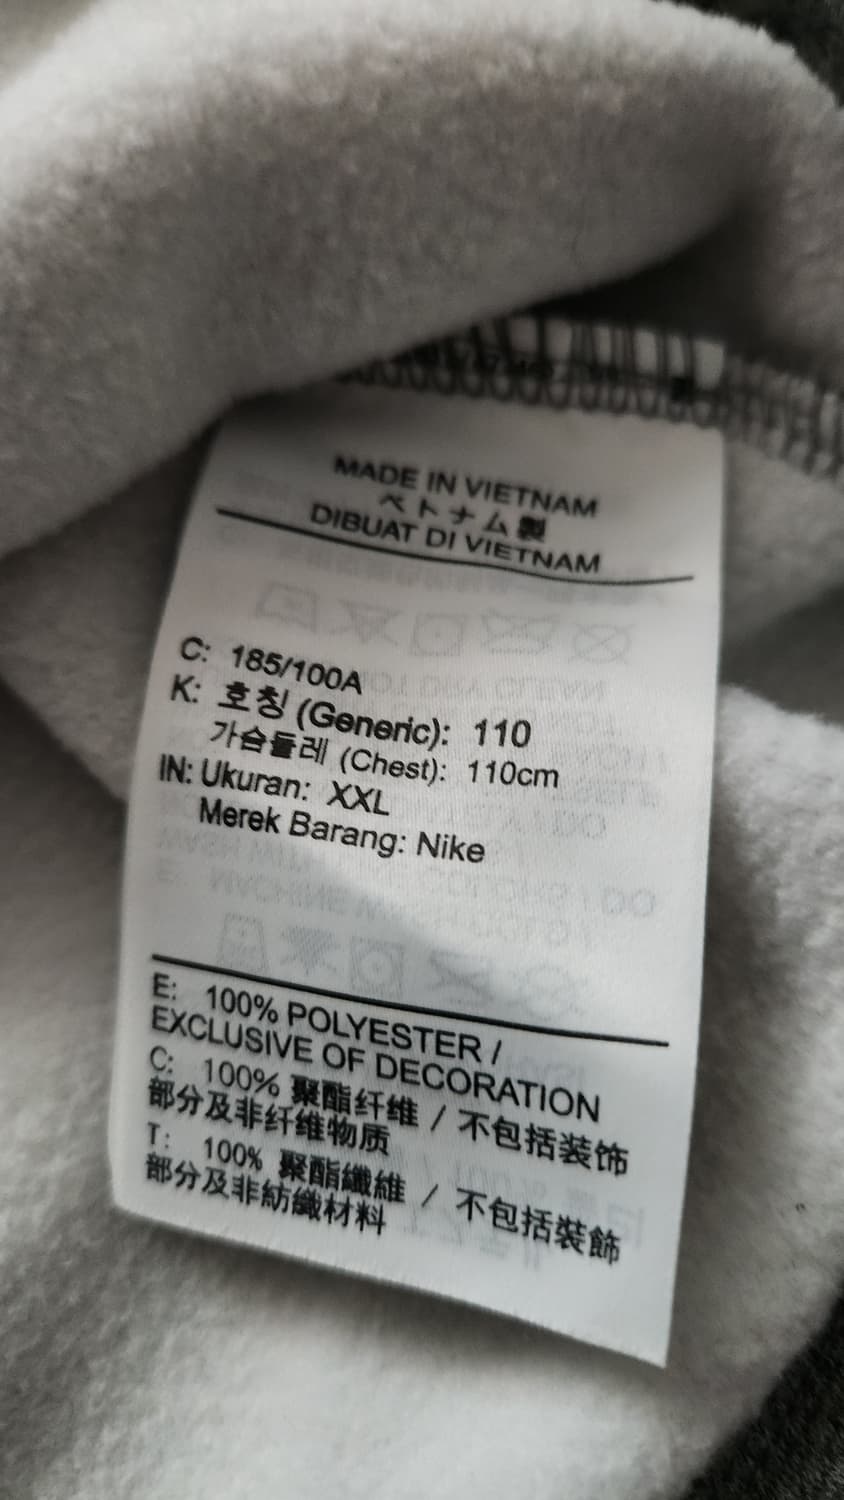 MADE IN VIETNAM
ベトナム製
DIBUAT DI VIETNAM
C: 185/100A
K: 호칭 (Generic): 110
가슴둘레 (Chest): 110cm
IN: Ukuran: XXL
Merek Barang: Nike
E: 100% POLYESTER /
EXCLUSIVE OF DECORATION
C: 100% 聚酯纤维 / 不包括装饰
部分及非纤维物质
T: 100% 聚酯纖維 / 不包括裝飾
部分及非紡織材料